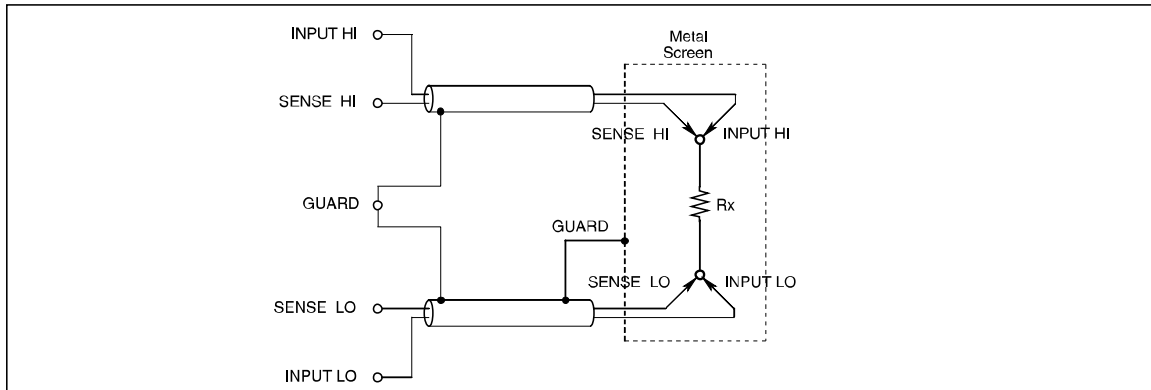 INPUT HI
Metal
Screen
SENSE HI
SENSE HI
INPUT HI
GUARD
Rx
GUARD
SENSE LO
INPUT LO
SENSE LO
INPUT LO